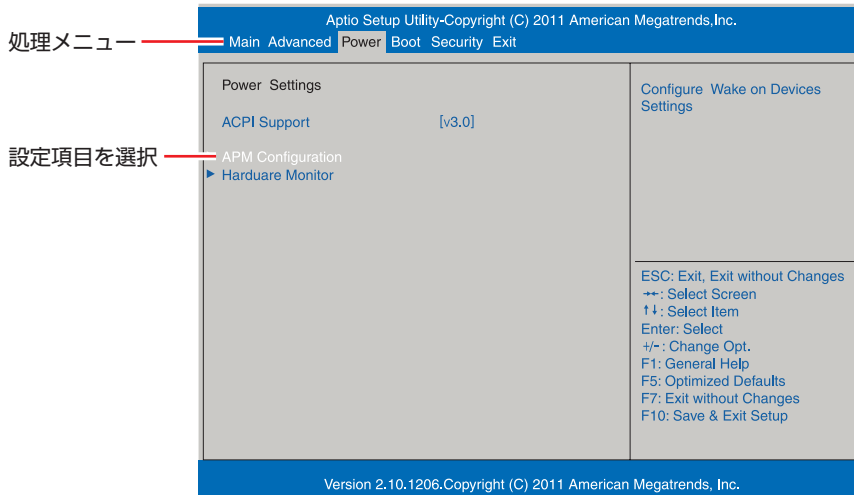 Aptio Setup Utility-Copyright (C) 2011 American Megatrends,Inc.
処理メニュー
Main Advanced Power Boot Security Exit
Power Settings
Configure Wake on Devices
Settings
ACPI Support [v3.0]
設定項目を選択
APM Configuration
▶ Harduare Monitor
ESC: Exit, Exit without Changes
→←: Select Screen
↑↓: Select Item
Enter: Select
+/- : Change Opt.
F1: General Help
F5: Optimized Defaults
F7: Exit without Changes
F10: Save & Exit Setup
Version 2.10.1206.Copyright (C) 2011 American Megatrends, Inc.